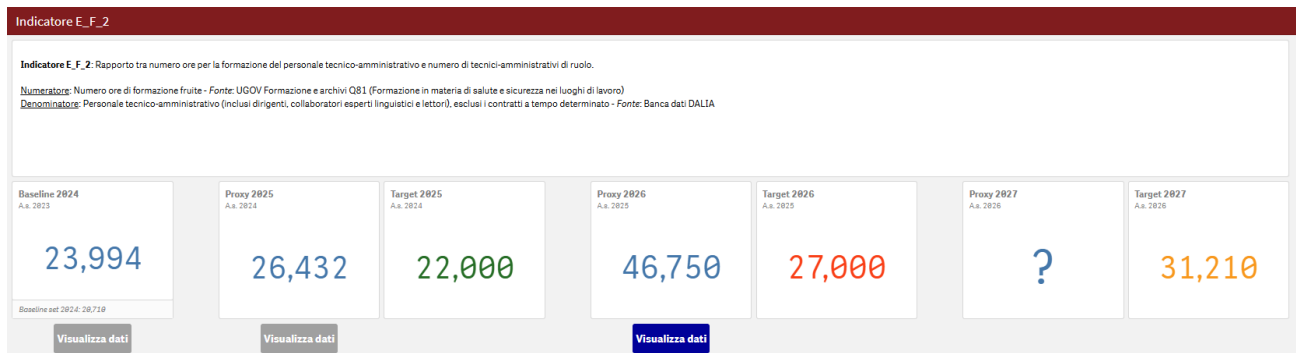 Indicatore E_F_2
Indicatore E_F_2: Rapporto tra numero ore per la formazione del personale tecnico-amministrativo e numero di tecnici-amministrativi di ruolo.
Numeratore: Numero ore di formazione fruite - Fonte: UGOV Formazione e archivi Q81 (Formazione in materia di salute e sicurezza nei luoghi di lavoro)
Denominatore: Personale tecnico-amministrativo (inclusi dirigenti, collaboratori esperti linguistici e lettori), esclusi i contratti a tempo determinato - Fonte: Banca dati DALIA
Baseline 2024
A.s. 2023
23,994
Baseline set 2024: 20,710
Visualizza dati
Proxy 2025
A.s. 2024
26,432
Visualizza dati
Target 2025
A.s. 2024
22,000
Proxy 2026
A.s. 2025
46,750
Visualizza dati
Target 2026
A.s. 2025
27,000
Proxy 2027
A.s. 2026
?
Target 2027
A.s. 2026
31,210